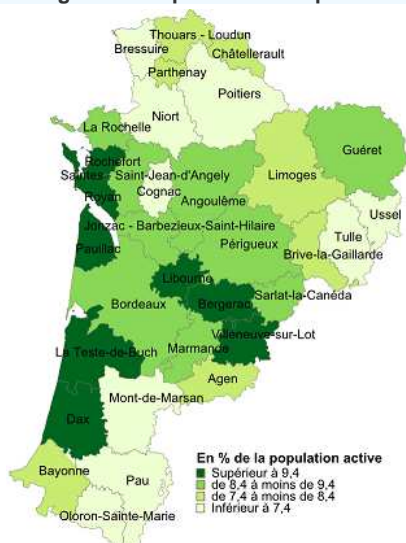 Thouars - Loudun
Bressuire
Châtellerault
Parthenay
Poitiers
Niort
La Rochelle
Guéret
Rochefort
Saintes - Saint-Jean-d'Angely
Limoges
Cognac
Royan
Angoulême
Ussel
Jonzac - Barbezieux-Saint-Hilaire
Tulle
Périgueux
Pauillac
Brive-la-Gaillarde
Libourne
Sarlat-la-Canéda
Bordeaux
Bergerac
Villeneuve-sur-Lot
La Teste-de-Buch
Marmande
Agen
Mont-de-Marsan
Dax
En % de la population active
Supérieur à 9,4
de 8,4 à moins de 9,4
de 7,4 à moins de 8,4
Inférieur à 7,4
Bayonne
Pau
Oloron-Sainte-Marie